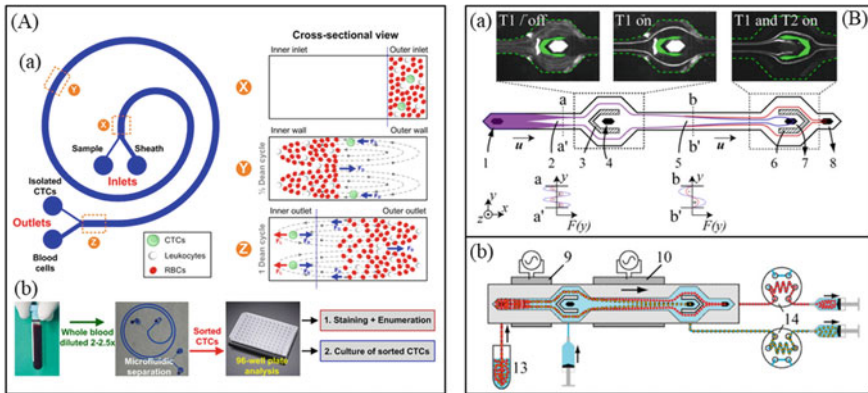 (A)
(a)
Y
X
Sample
Sheath
Inlets
Isolated
CTCs
Outlets
Z
Blood
cells
CTCs
Leukocytes
RBCs
Cross-sectional view
Inner inlet
Outer inlet
X
Inner wall
Outer wall
Y
½ Dean cycle
Inner outlet
Outer outlet
Z
1 Dean cycle
(b)
Whole blood
diluted 2-2.5x
Microfluidic
separation
Sorted
CTCs
96-well plate
analysis
1. Staining + Enumeration
2. Culture of sorted CTCs
(B)
(a)
T1 / off
T1 on
T1 and T2 on
a
b
u
a'
b'
u
1
2
3
4
5
6
7
8
y
z
x
a
y
a'
F(y)
b
y
b'
F(y)
(b)
9
10
13
14